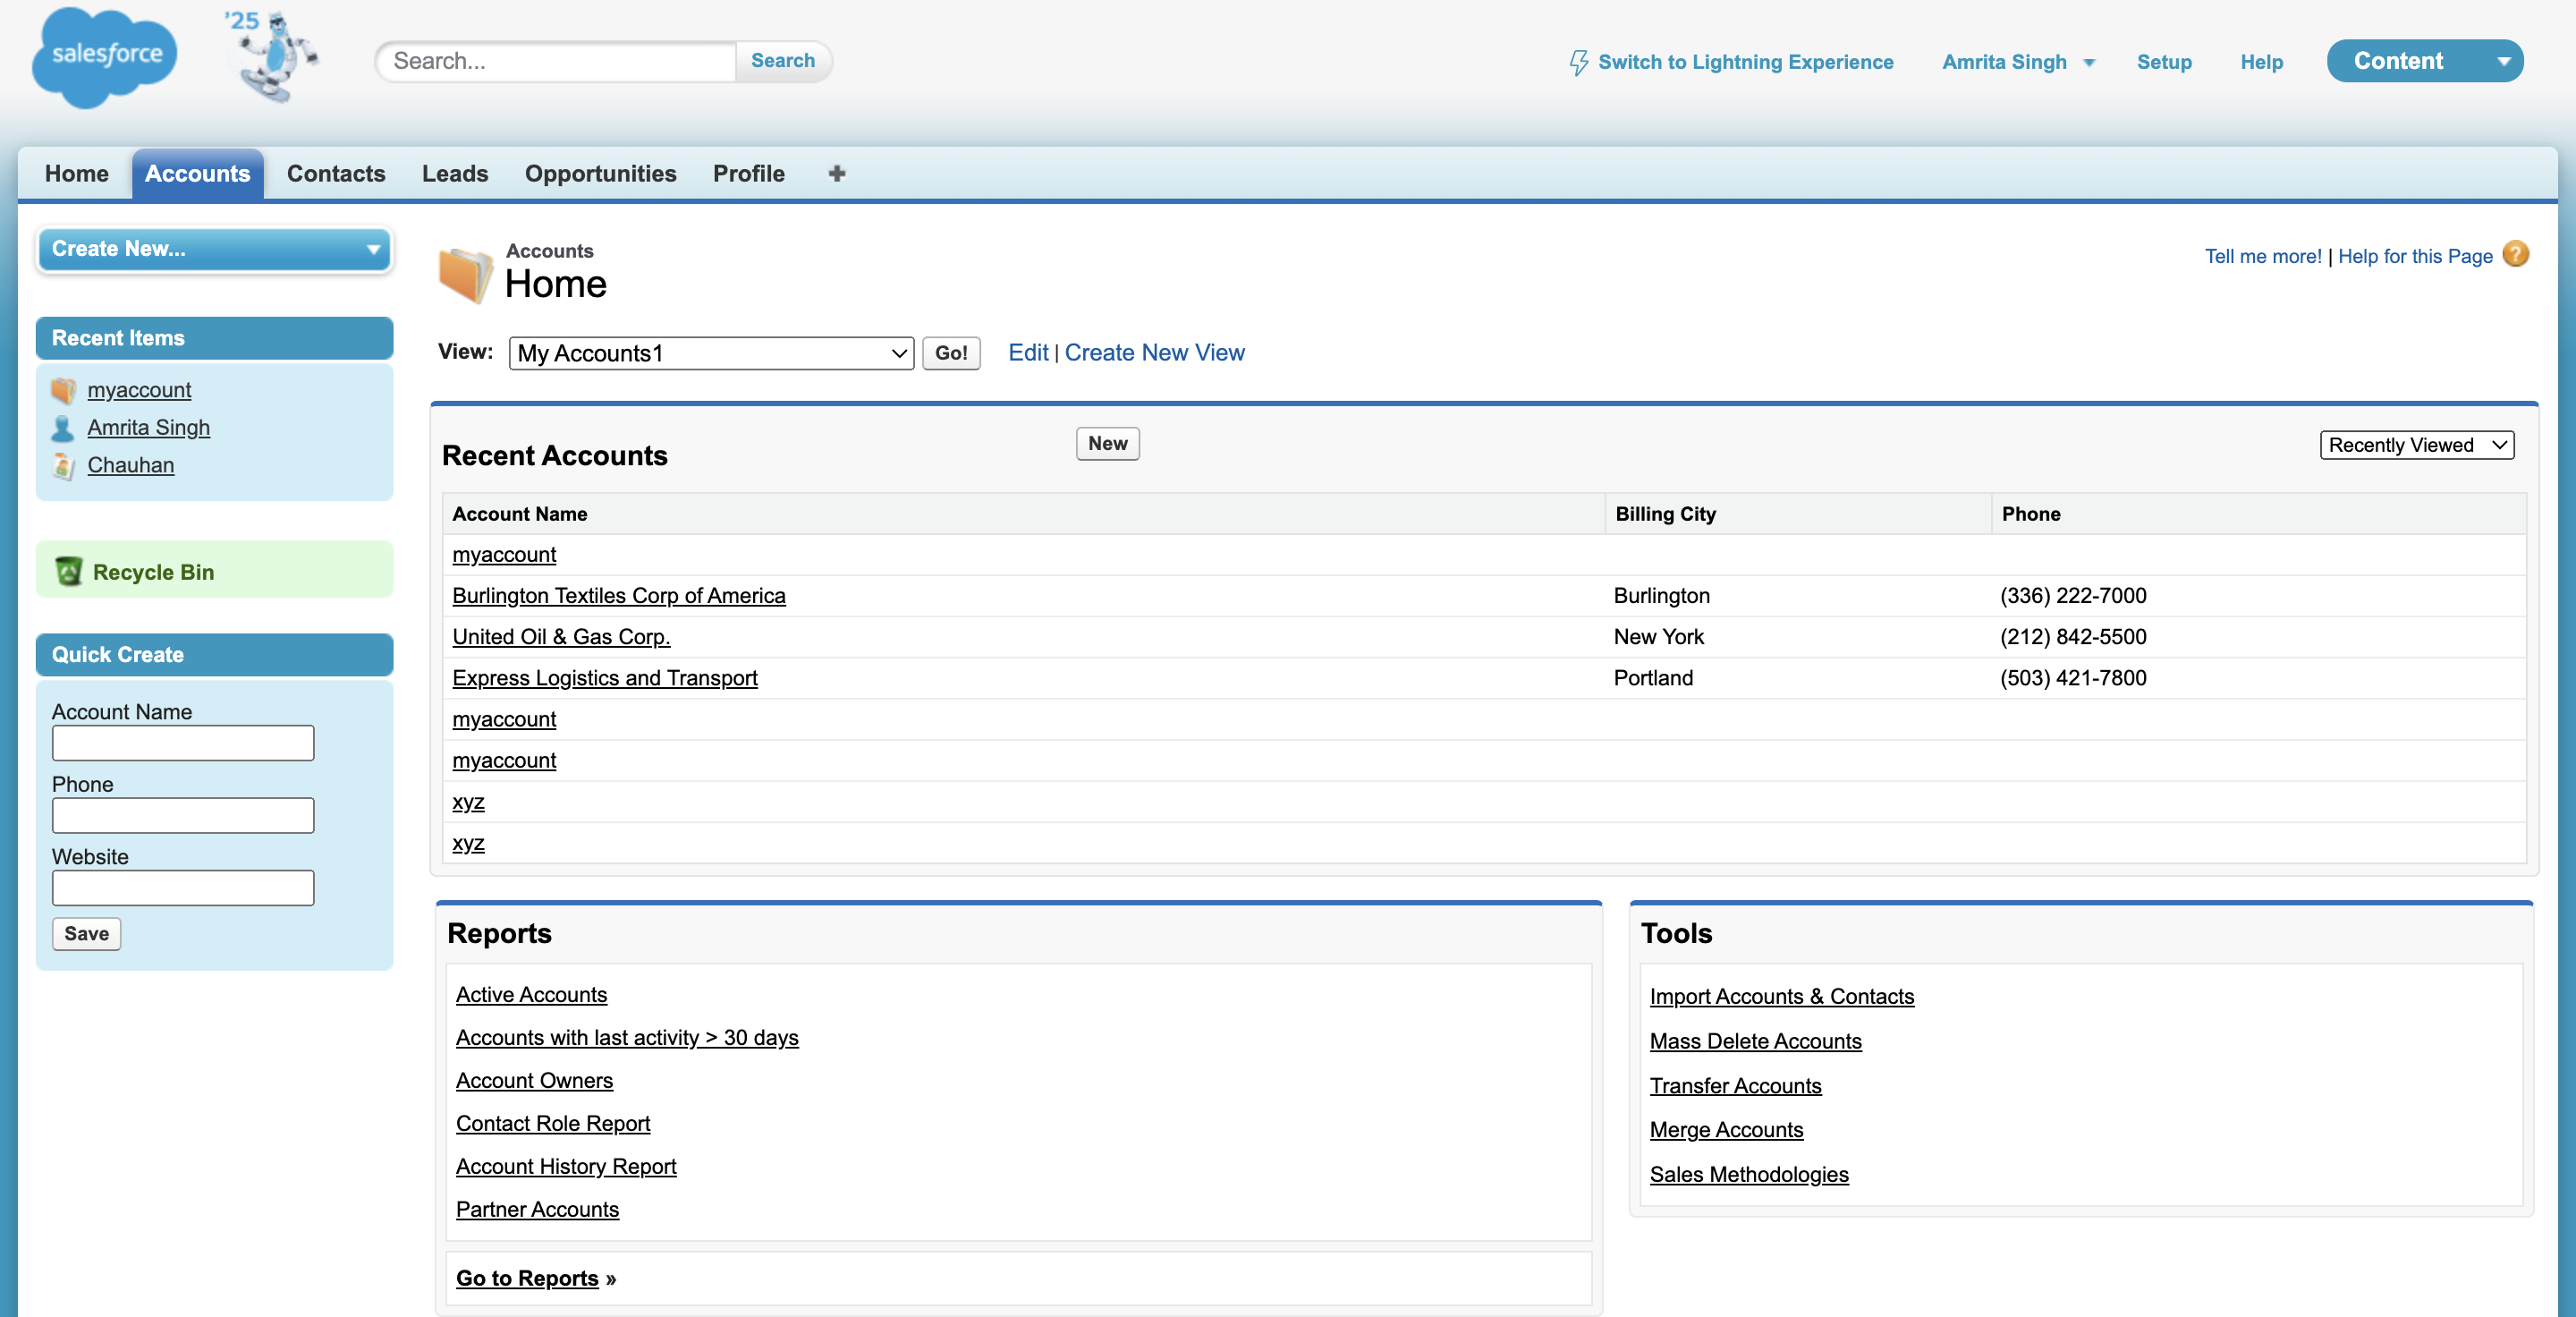 salesforce
'25
Search...
Search
Switch to Lightning Experience
Amrita Singh
Setup
Help
Content
Home
Accounts
Contacts
Leads
Opportunities
Profile
Create New...
Recent Items
myaccount
Amrita Singh
Chauhan
Recycle Bin
Quick Create
Account Name
Phone
Website
Save
Accounts
Home
Tell me more! | Help for this Page
View: My Accounts1 Go! Edit | Create New View
Recent Accounts New Recently Viewed
Account Name Billing City Phone
myaccount
Burlington Textiles Corp of America Burlington (336) 222-7000
United Oil & Gas Corp. New York (212) 842-5500
Express Logistics and Transport Portland (503) 421-7800
myaccount
myaccount
xyz
xyz
Reports
Active Accounts
Accounts with last activity > 30 days
Account Owners
Contact Role Report
Account History Report
Partner Accounts
Go to Reports »
Tools
Import Accounts & Contacts
Mass Delete Accounts
Transfer Accounts
Merge Accounts
Sales Methodologies